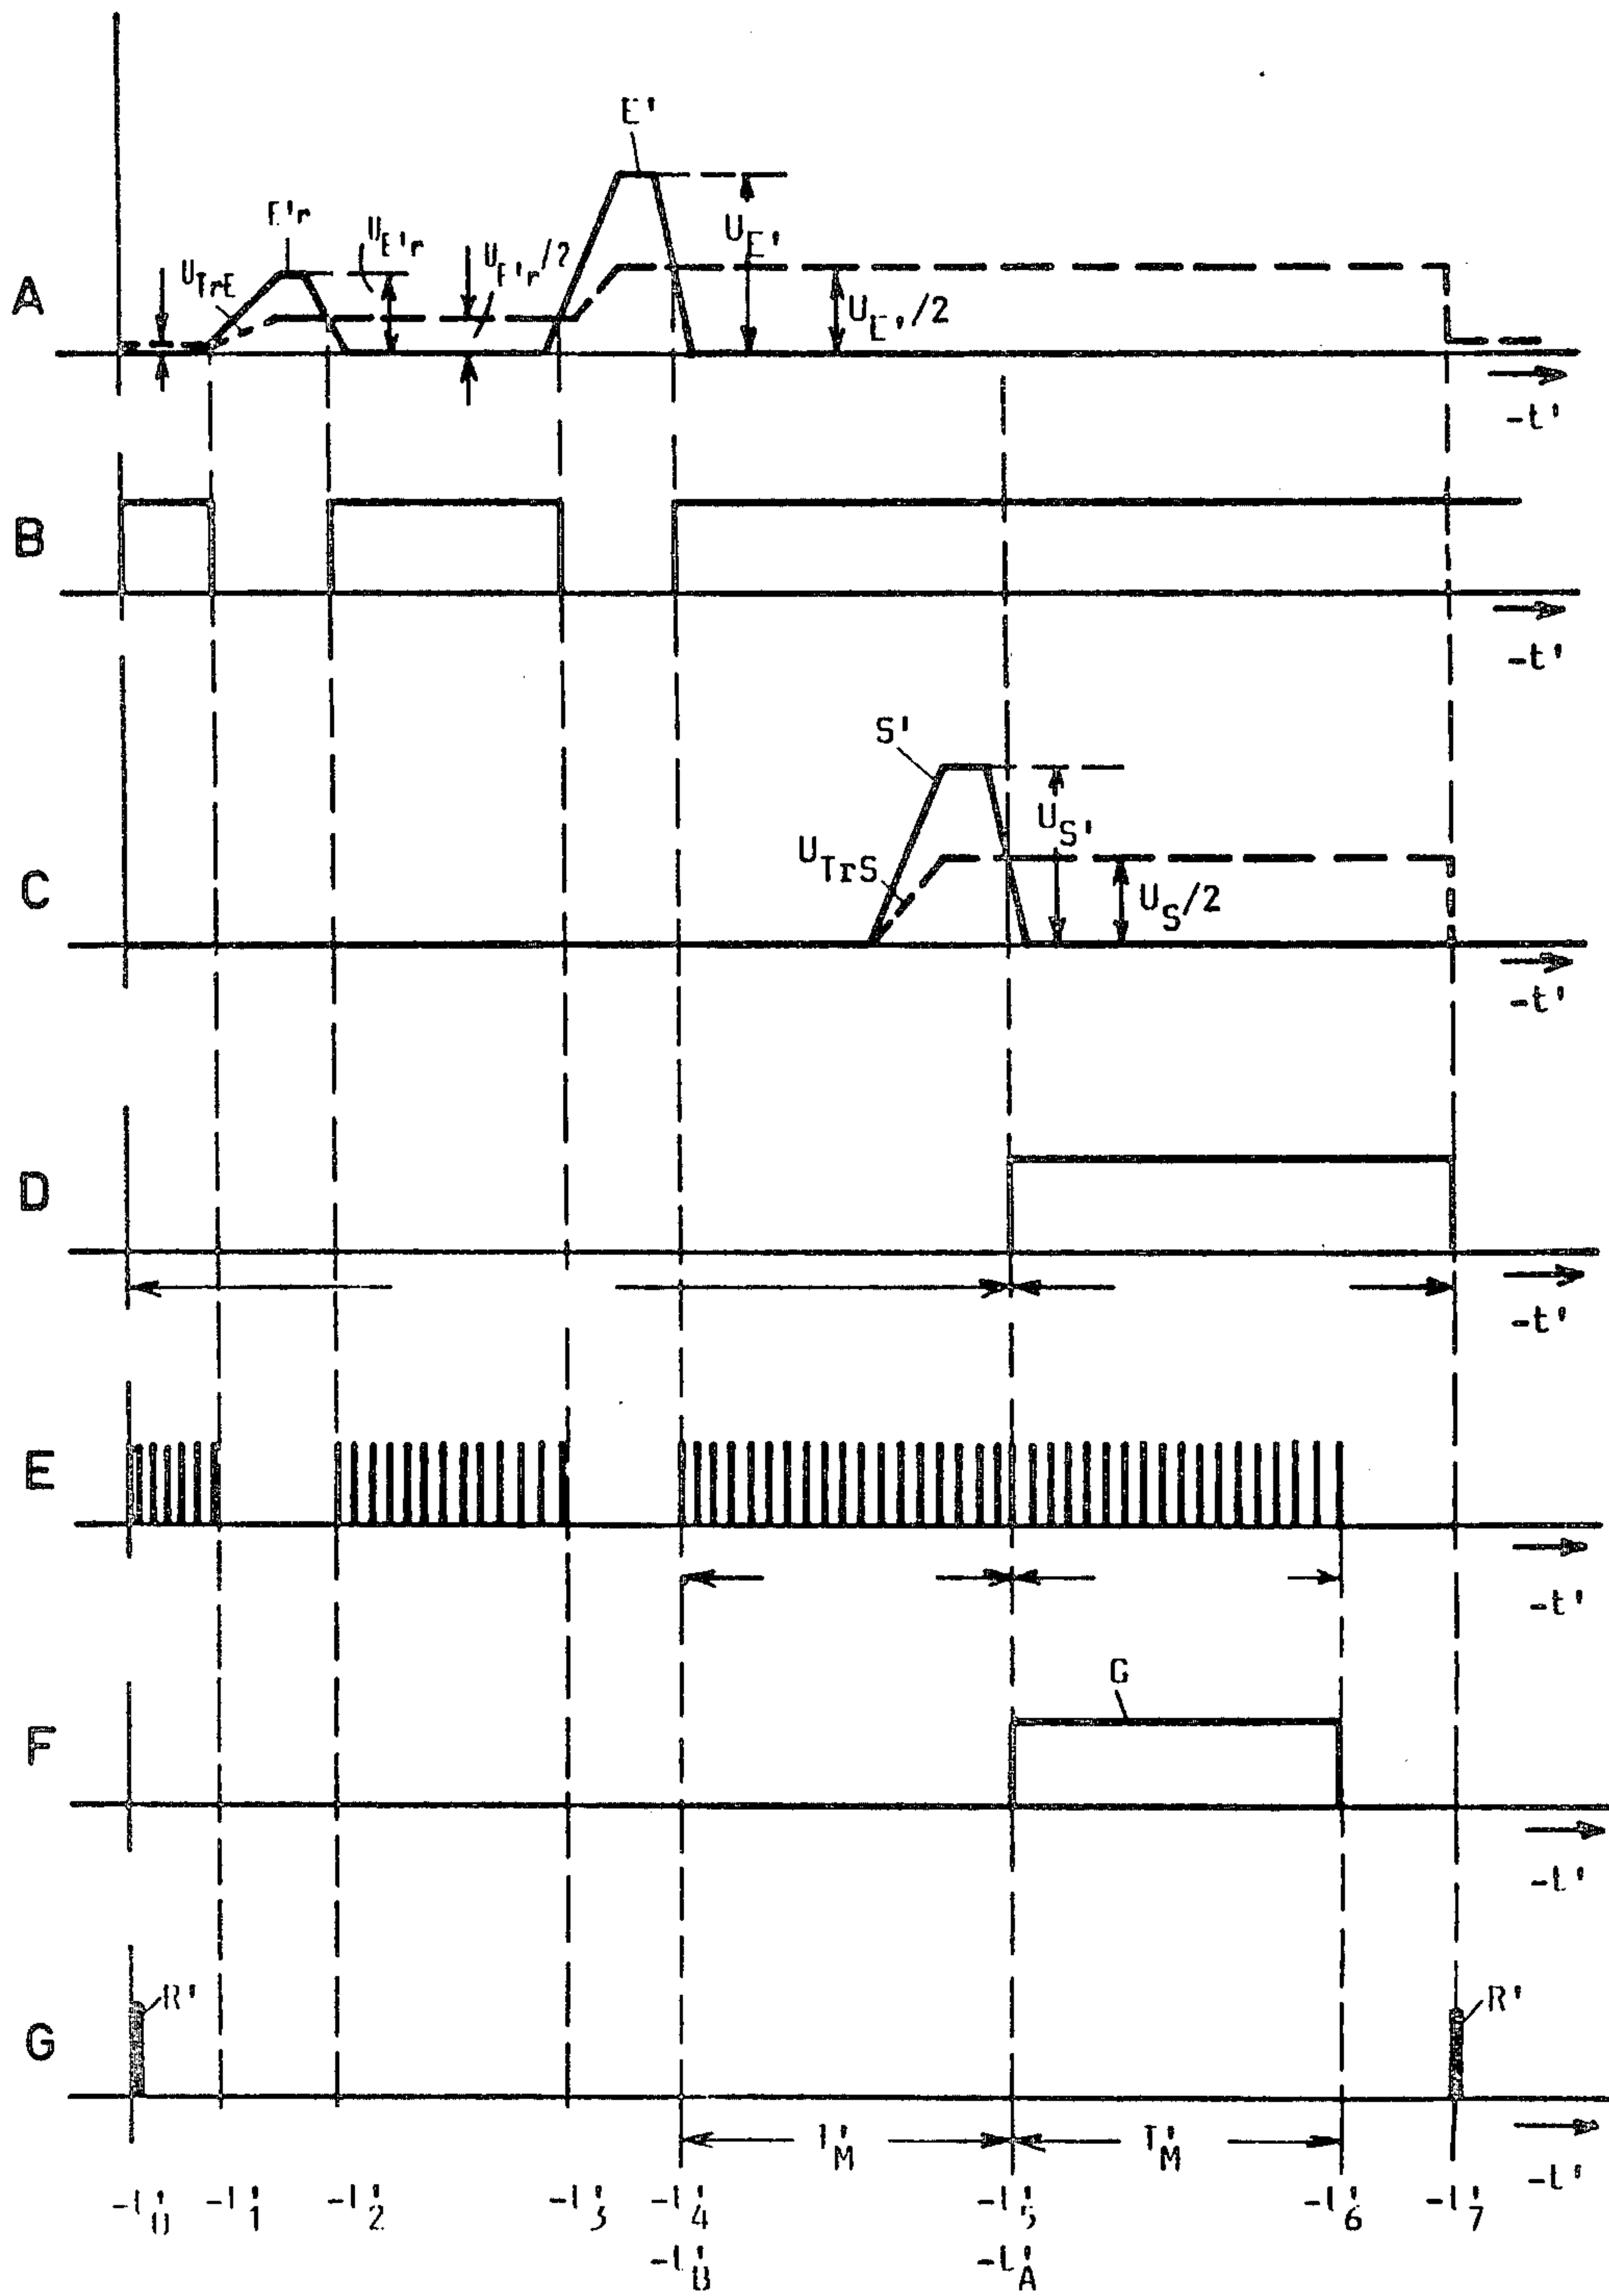 E'
E'r
U_E'r
U_E'r/2
U_E'
U_TrE
A
U_E'/2
-t'
B
-t'
S'
U_S'
U_TrS
C
U_S/2
-t'
D
-t'
E
-t'
G
F
-t'
R'
R'
G
T'_M
T'_M
-t'
-t'_0
-t'_1
-t'_2
-t'_3
-t'_4
-t'_5
-t'_6
-t'_7
-t'_B
-t'_A